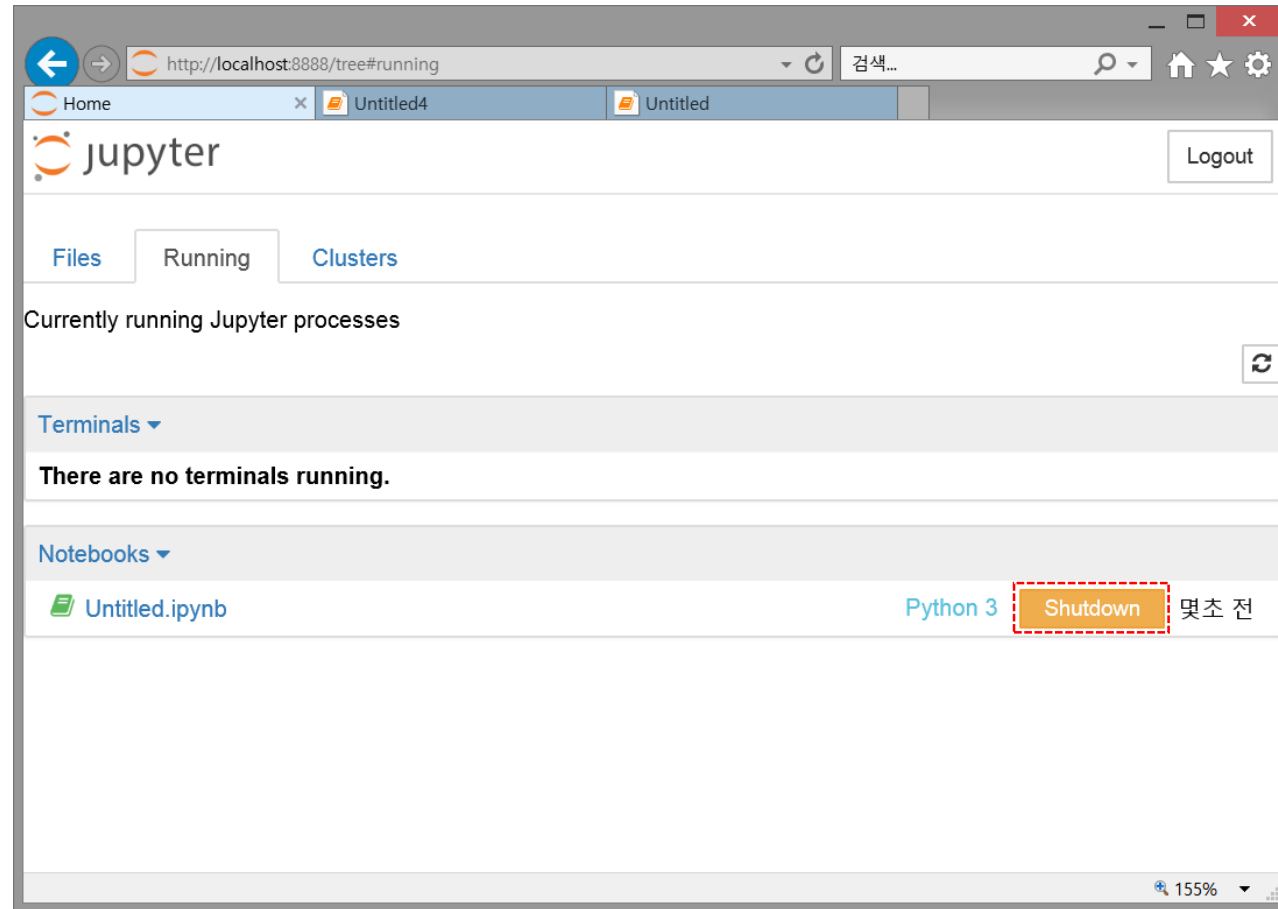 http://localhost:8888/tree#running 검색...
Home Untitled4 Untitled
jupyter Logout
Files Running Clusters
Currently running Jupyter processes
Terminals
There are no terminals running.
Notebooks
Untitled.ipynb Python 3 Shutdown 몇초 전
155%